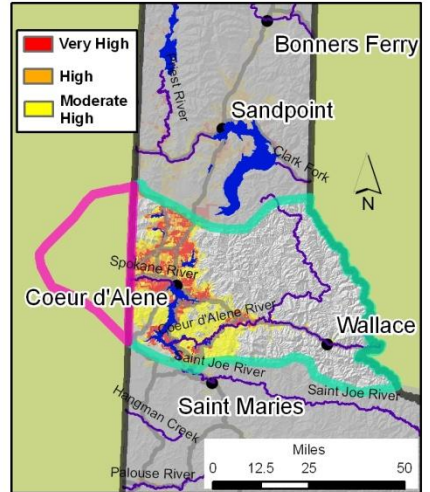 Very High
High
Moderate
High
Bonners Ferry
Priest River
Sandpoint
Clark Fork
N
Spokane River
Coeur d'Alene
Coeur d'Alene River
Wallace
Saint Joe River
Saint Joe River
Saint Maries
Hangman Creek
Palouse River
Miles
0 12.5 25 50